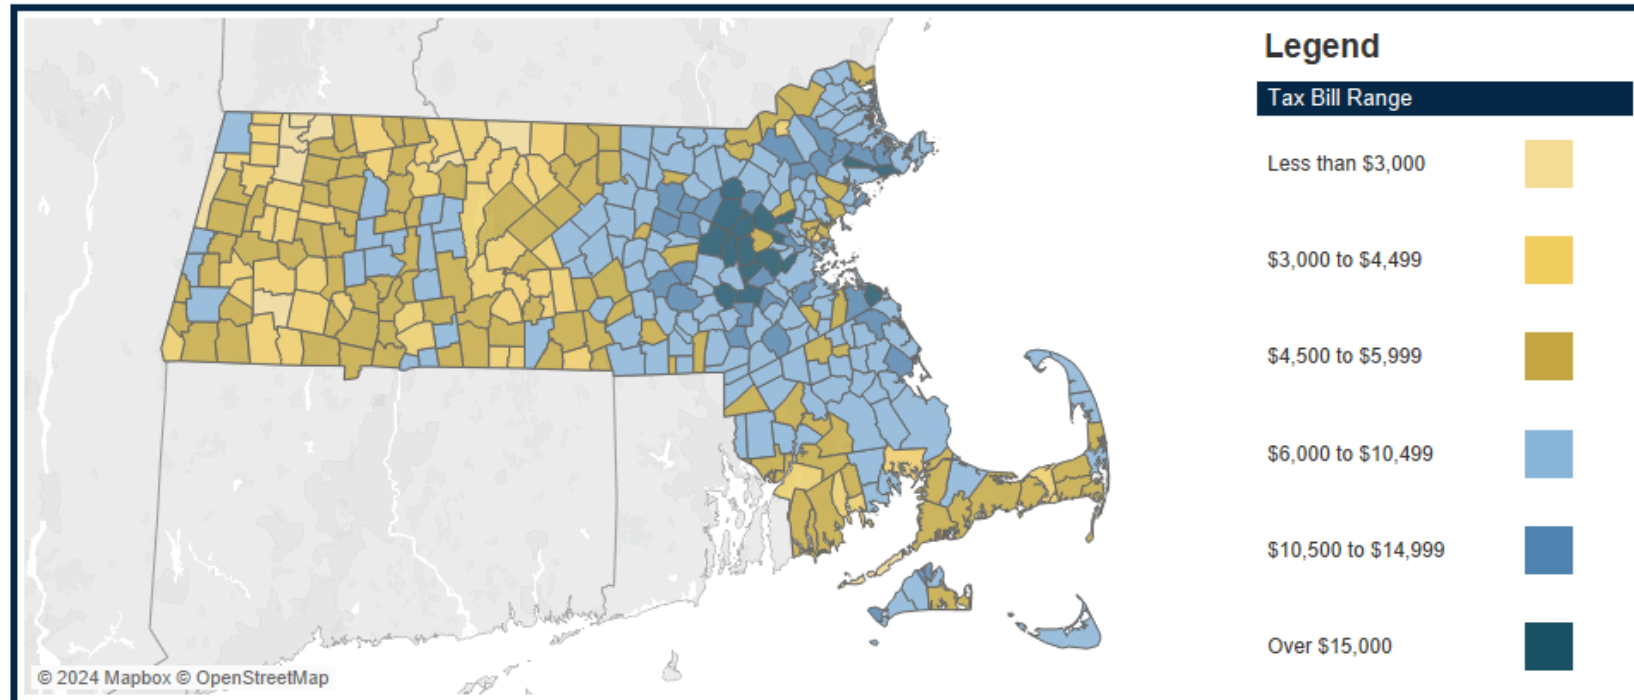 Legend
Tax Bill Range
Less than $3,000
$3,000 to $4,499
$4,500 to $5,999
$6,000 to $10,499
$10,500 to $14,999
Over $15,000
© 2024 Mapbox © OpenStreetMap